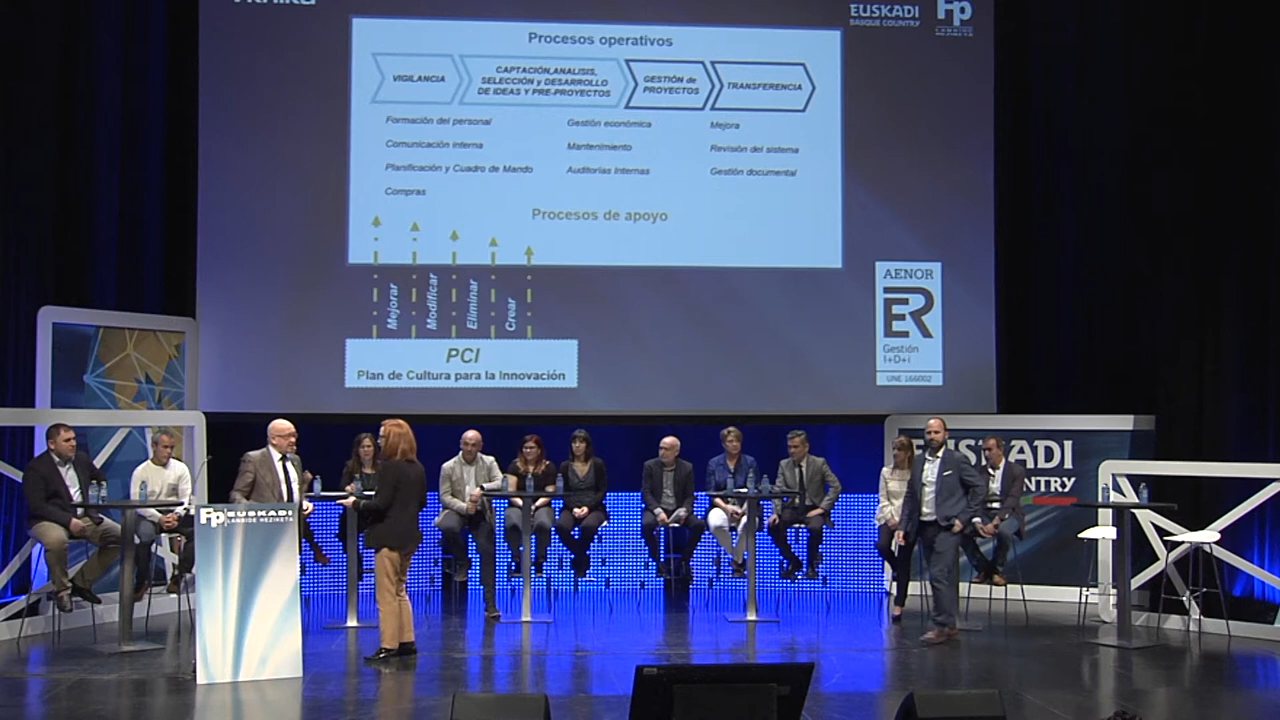 EUSKADI
BASQUE COUNTRY
Fp
Procesos operativos
VIGILANCIA
CAPTACIÓN,ANALISIS,
SELECCIÓN y DESARROLLO
DE IDEAS Y PRE-PROYECTOS
GESTIÓN de
PROYECTOS
TRANSFERENCIA
Formación del personal
Comunicación interna
Planificación y Cuadro de Mando
Compras
Gestión económica
Mantenimiento
Auditorías Internas
Mejora
Revisión del sistema
Gestión documental
Procesos de apoyo
Mejorar
Modificar
Eliminar
Crear
PCI
Plan de Cultura para la Innovación
AENOR
ER
Gestión
I+D+i
UNE 166002
Fp EUSKADI
LANBIDE HEZIKETA
EUSKADI
COUNTRY